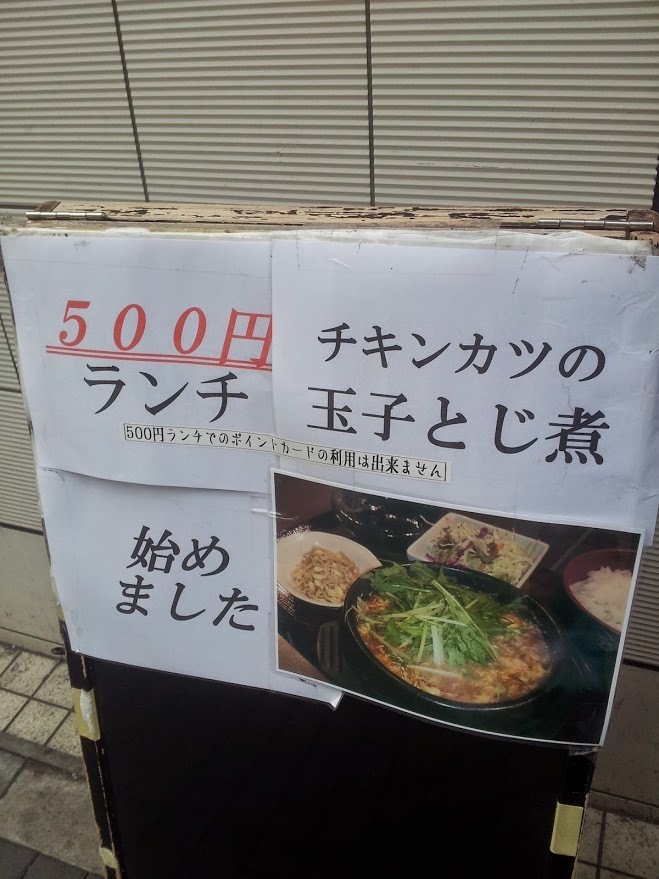 500円
ランチ
チキンカツの
玉子とじ煮
500円ランチでのポイントカードの利用は出来ません
始め
ました